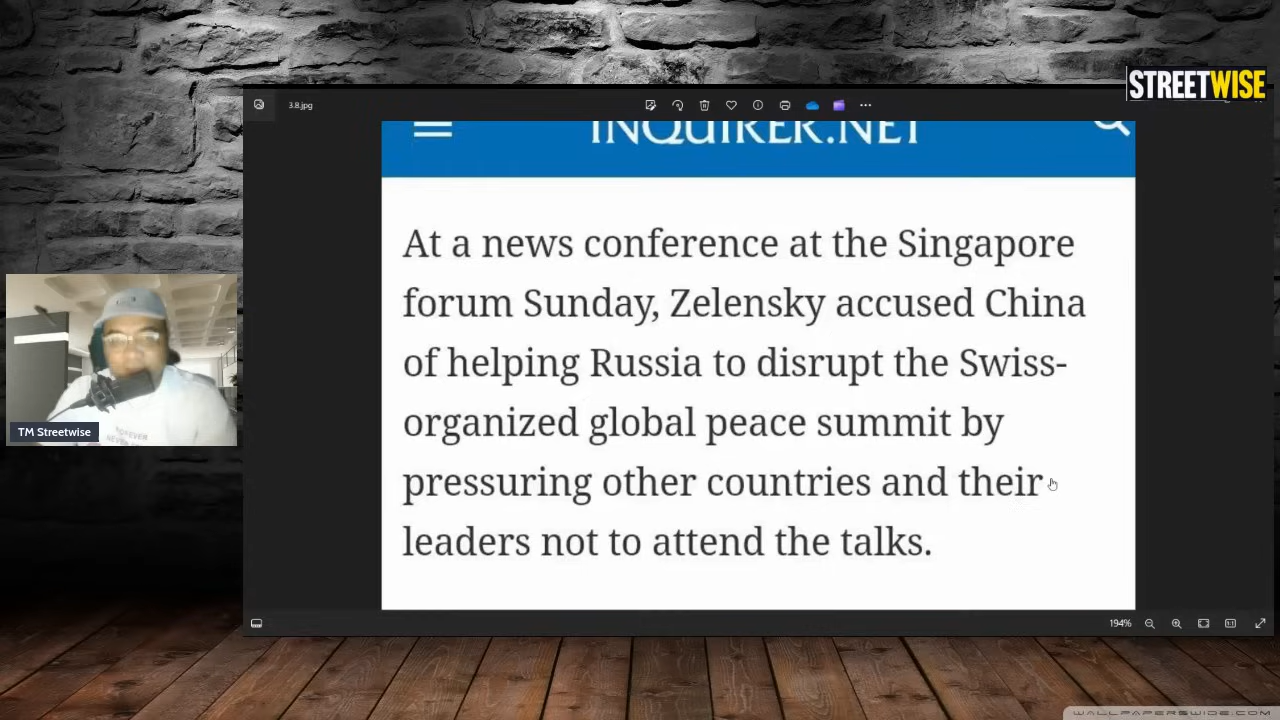 STREETWISE
3.8.jpg
INQUIRER.NET
At a news conference at the Singapore
forum Sunday, Zelensky accused China
of helping Russia to disrupt the Swiss-
organized global peace summit by
pressuring other countries and their
leaders not to attend the talks.
TM Streetwise
194%
WALLPAPERSWIDE.COM